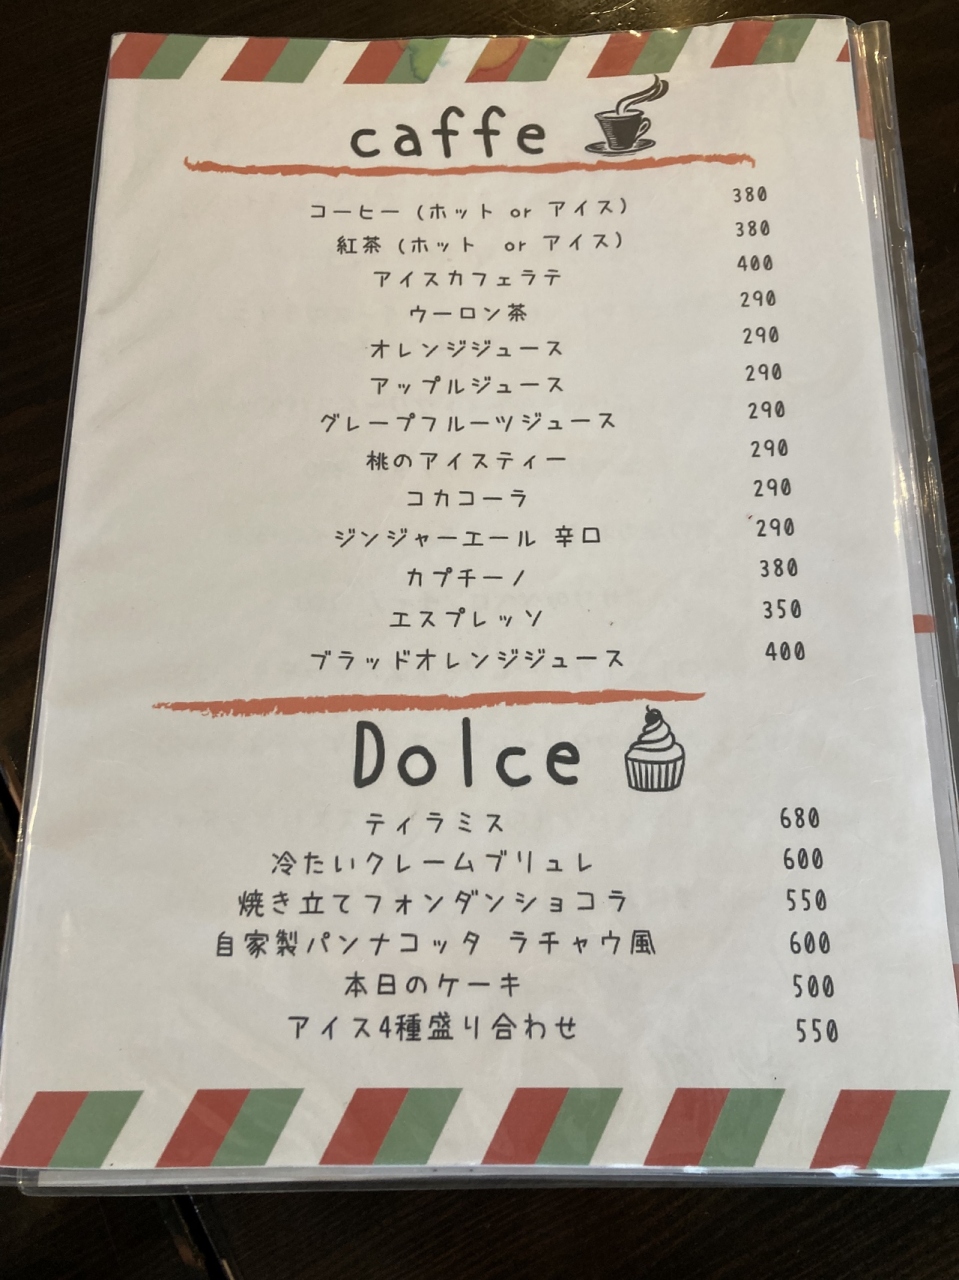 caffe
コーヒー (ホット or アイス) 380
紅茶 (ホット or アイス) 380
アイスカフェラテ 400
ウーロン茶 290
オレンジジュース 290
アップルジュース 290
グレープフルーツジュース 290
桃のアイスティー 290
コカコーラ 290
ジンジャーエール 辛口 290
カプチーノ 380
エスプレッソ 350
ブラッドオレンジジュース 400
Dolce
ティラミス 680
冷たいクレームブリュレ 600
焼き立てフォンダンショコラ 550
自家製パンナコッタ ラチャウ風 600
本日のケーキ 500
アイス4種盛り合わせ 550